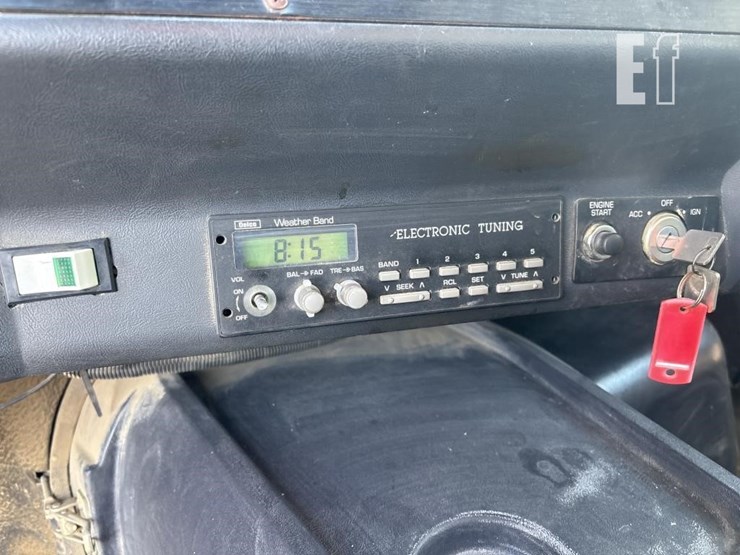 Ef
Delco Weather Band
8:15
ELECTRONIC TUNING
VOL
ON
OFF
BAL FAD
TRE BAS
BAND 1 2 3 4 5
V SEEK Λ RCL SET V TUNE Λ
ENGINE
START
ACC OFF IGN